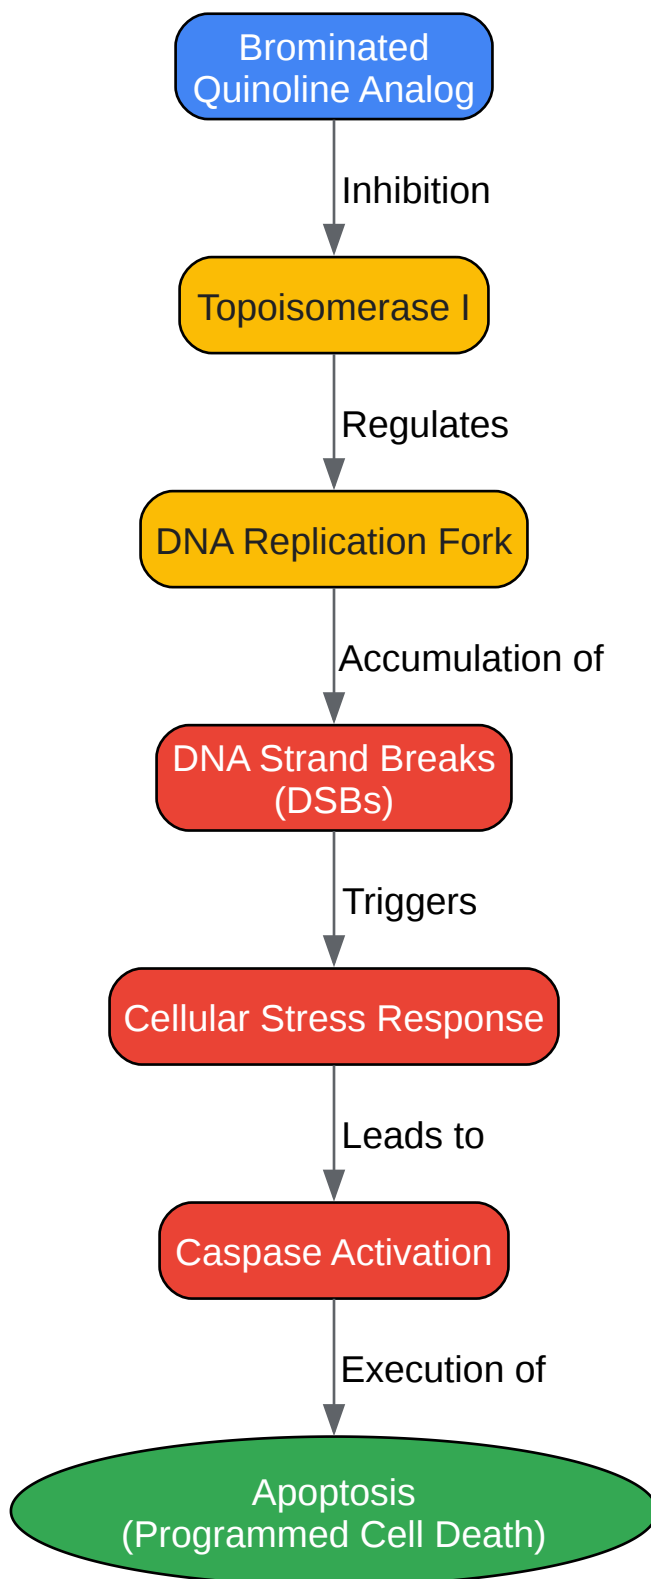 Brominated
Quinoline Analog
Inhibition
Topoisomerase I
Regulates
DNA Replication Fork
Accumulation of
DNA Strand Breaks
(DSBs)
Triggers
Cellular Stress Response
Leads to
Caspase Activation
Execution of
Apoptosis
(Programmed Cell Death)